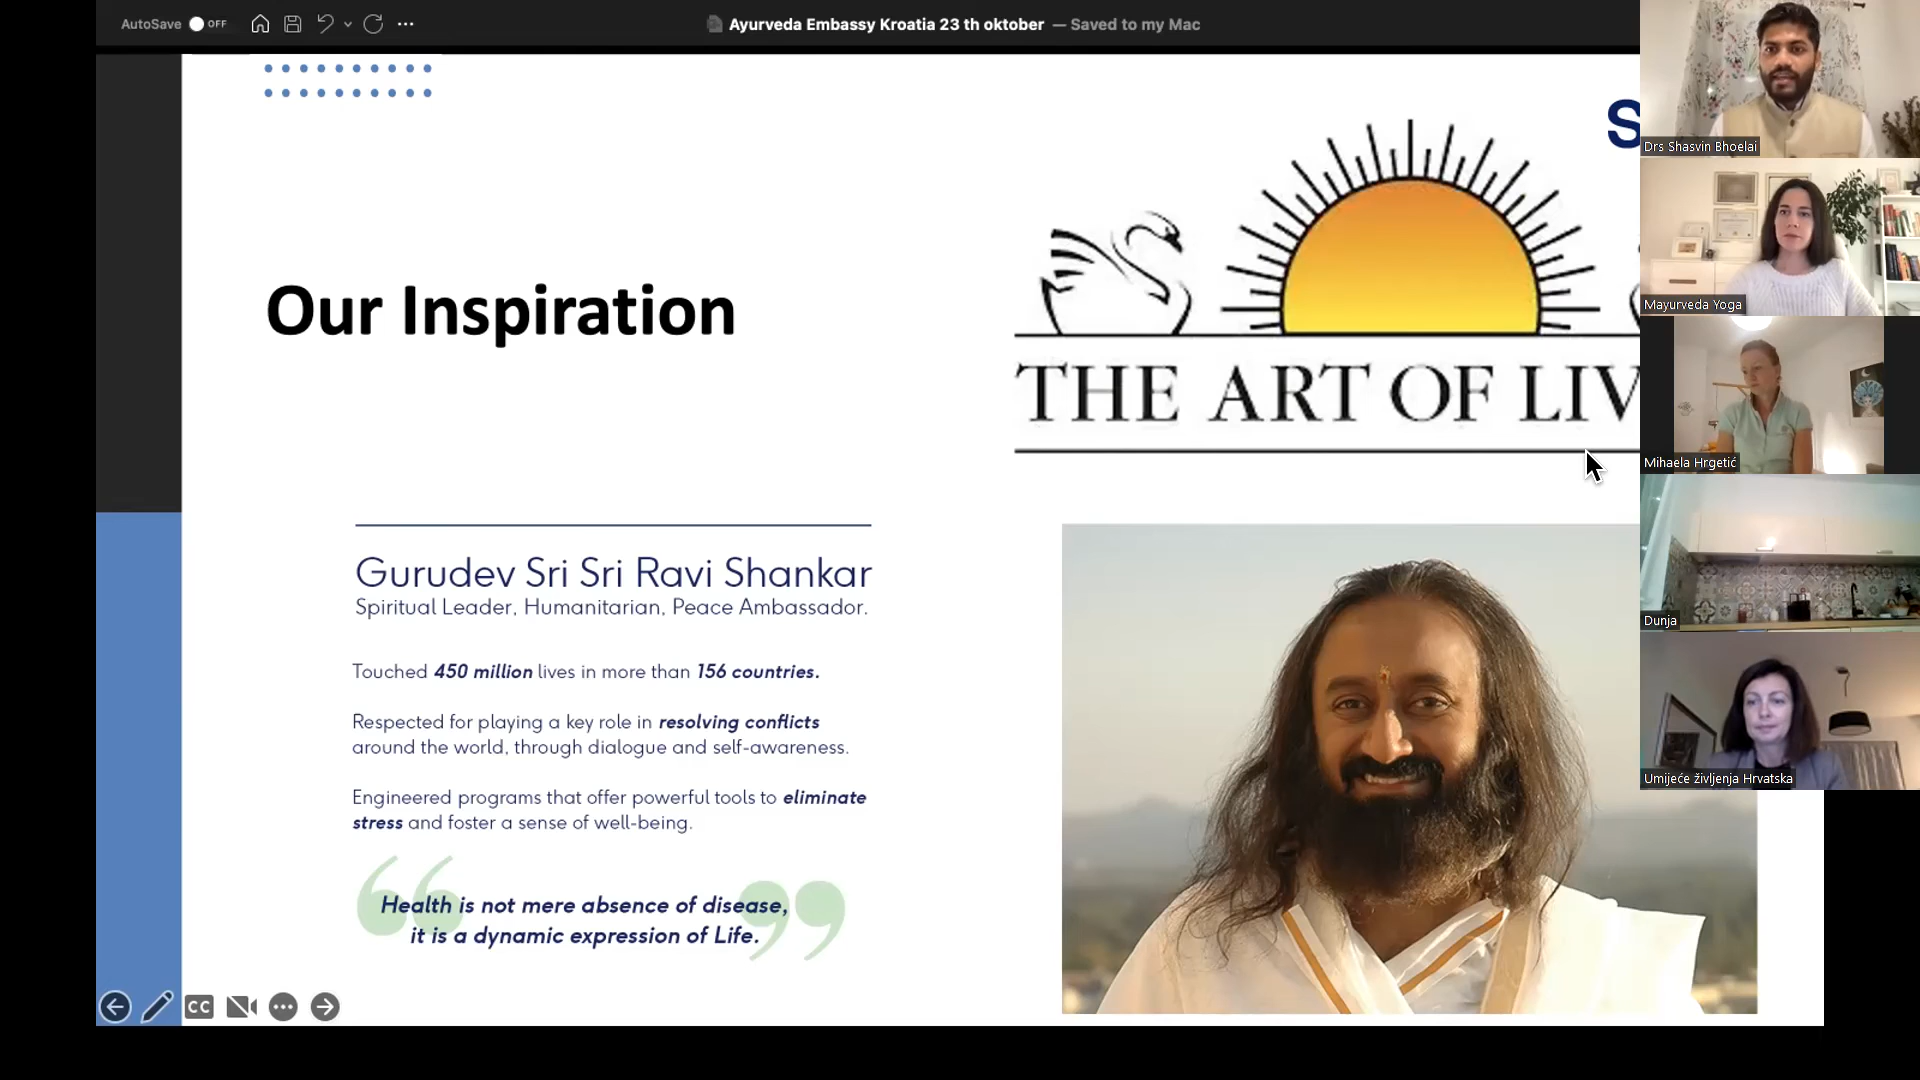 AutoSave OFF
Ayurveda Embassy Kroatia 23 th oktober — Saved to my Mac
S
THE ART OF LIV
Our Inspiration
Gurudev Sri Sri Ravi Shankar
Spiritual Leader, Humanitarian, Peace Ambassador.
Touched 450 million lives in more than 156 countries.
Respected for playing a key role in resolving conflicts
around the world, through dialogue and self-awareness.
Engineered programs that offer powerful tools to eliminate
stress and foster a sense of well-being.
“Health is not mere absence of disease,
it is a dynamic expression of Life.”
CC
Drs Shasvin Bhoelai
Mayurveda Yoga
Mihaela Hrgetić
Dunja
Umijeće življenja Hrvatska